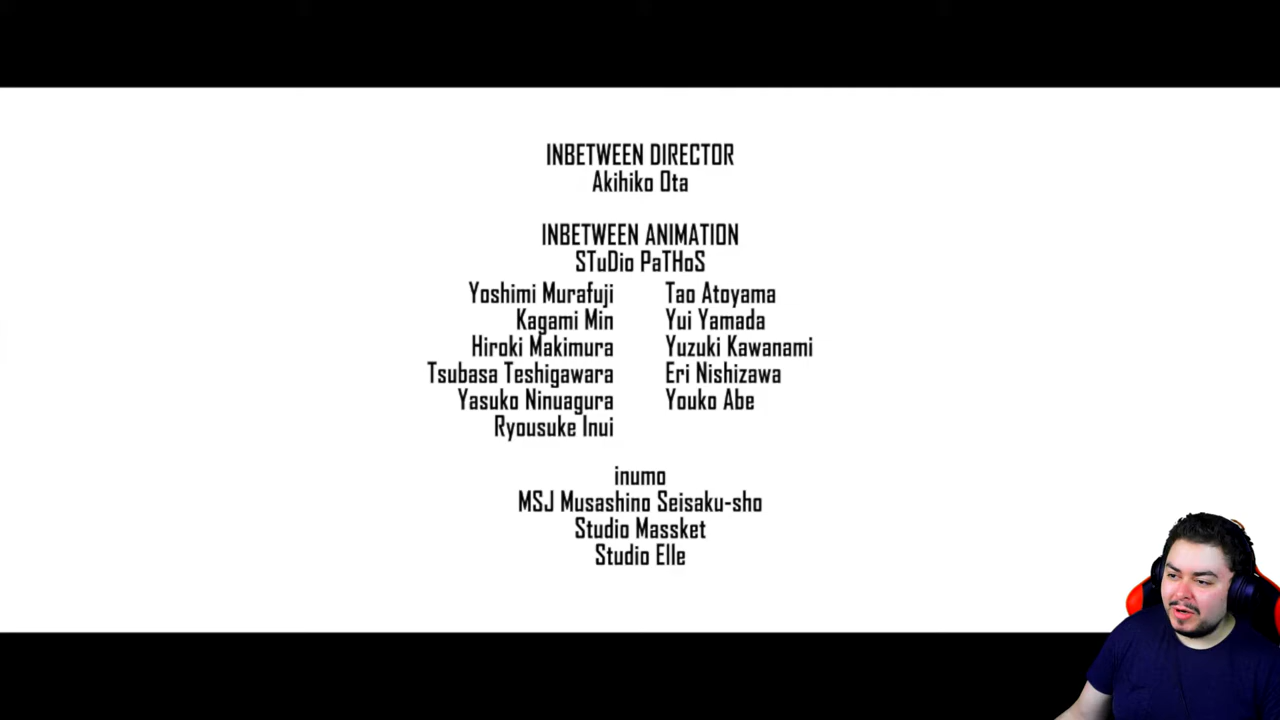 INBETWEEN DIRECTOR
Akihiko Ota
INBETWEEN ANIMATION
STuDio PaTHoS
Yoshimi Murafuji Tao Atoyama
Kagami Min Yui Yamada
Hiroki Makimura Yuzuki Kawanami
Tsubasa Teshigawara Eri Nishizawa
Yasuko Ninuagura Youko Abe
Ryousuke Inui
inumo
MSJ Musashino Seisaku-sho
Studio Massket
Studio Elle